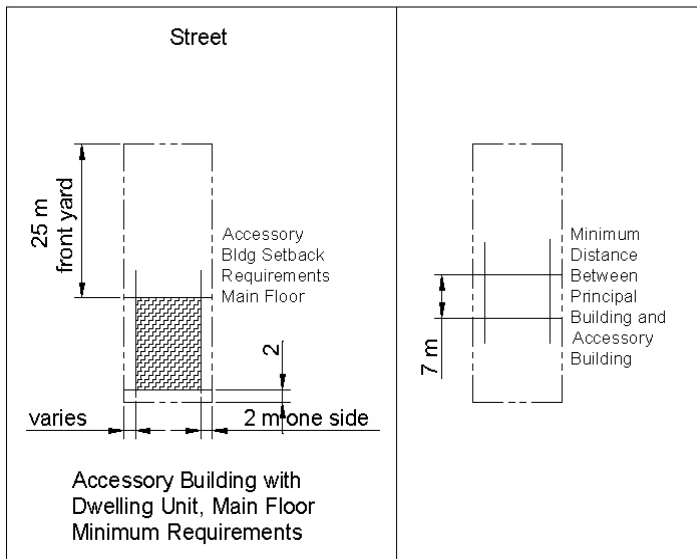 Street
25 m
front yard
Accessory
Bldg Setback
Requirements
Main Floor
2
varies
2 m one side
Accessory Building with
Dwelling Unit, Main Floor
Minimum Requirements
Minimum
Distance
Between
Principal
Building and
Accessory
Building
7 m